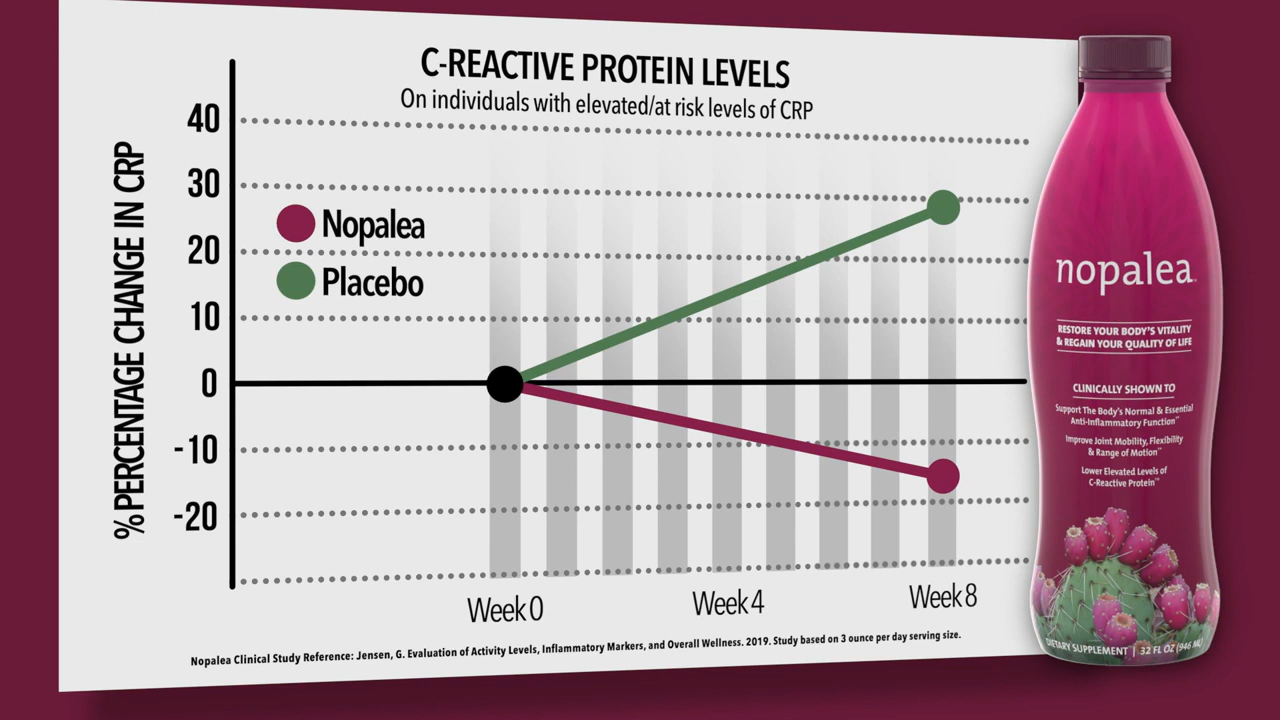 C-REACTIVE PROTEIN LEVELS
On individuals with elevated/at risk levels of CRP
% PERCENTAGE CHANGE IN CRP
40
30
20
10
0
-10
-20
Nopalea
Placebo
Week 0
Week 4
Week 8
Nopalea Clinical Study Reference: Jensen, G. Evaluation of Activity Levels, Inflammatory Markers, and Overall Wellness. 2019. Study based on 3 ounce per day serving size.
nopalea
RESTORE YOUR BODY'S VITALITY
& REGAIN YOUR QUALITY OF LIFE
CLINICALLY SHOWN TO
Support The Body's Normal & Essential
Anti-Inflammatory Function**
Improve Joint Mobility, Flexibility
& Range of Motion**
Lower Elevated Levels of
C-Reactive Protein**
DIETARY SUPPLEMENT | 32 FL OZ (946 ML)